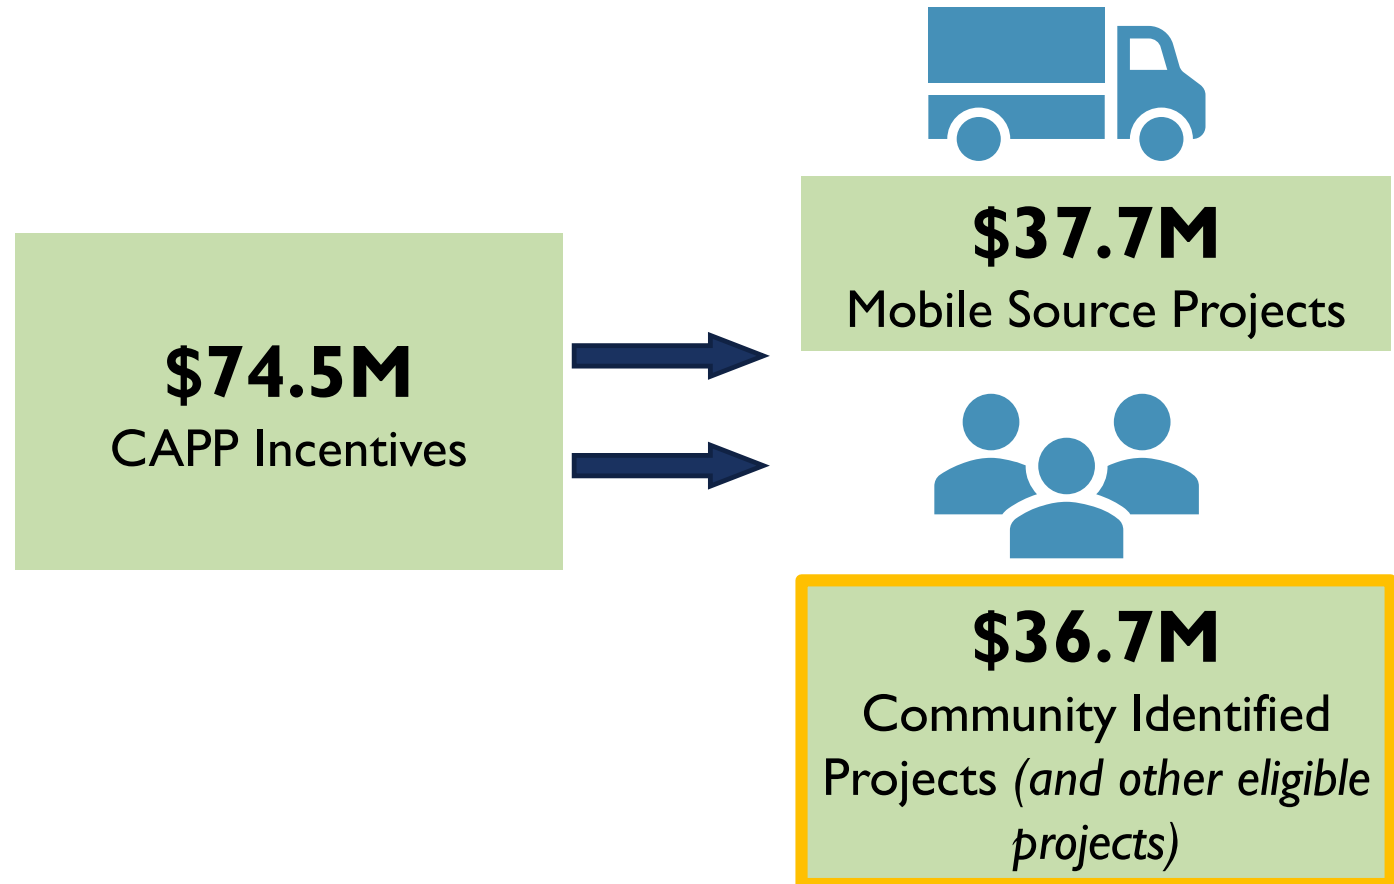 $74.5M
CAPP Incentives
$37.7M
Mobile Source Projects
$36.7M
Community Identified
Projects (and other eligible
projects)